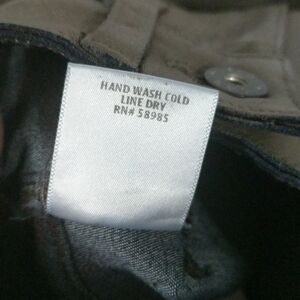 HAND WASH COLD
LINE DRY
RN# 58985